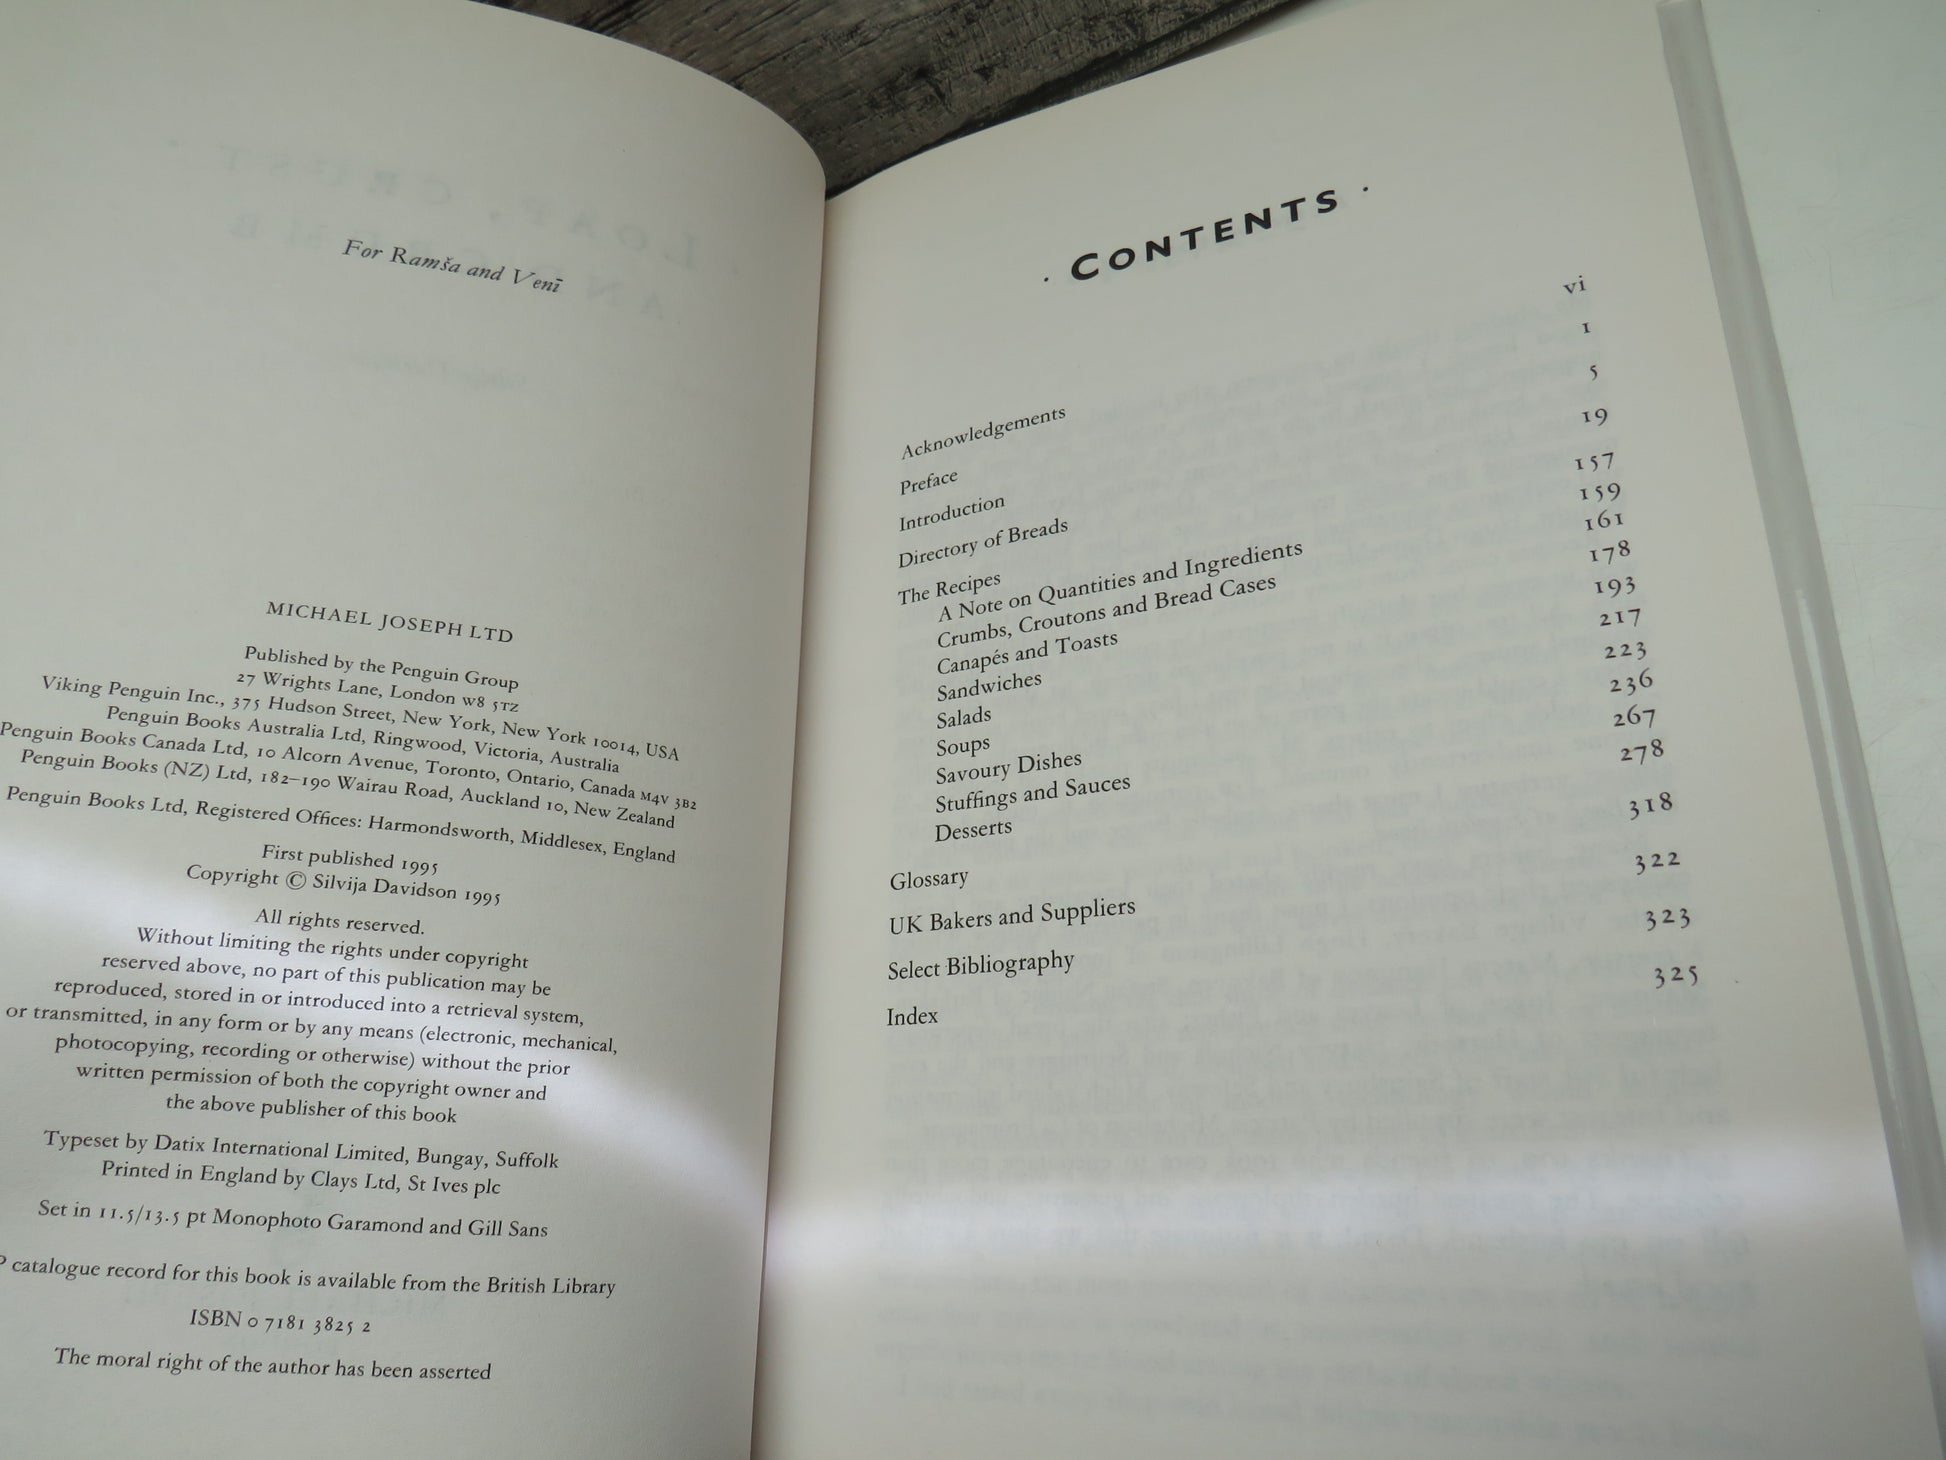 For Ramša and Venī
MICHAEL JOSEPH LTD
Published by the Penguin Group
27 Wrights Lane, London W8 5TZ
Viking Penguin Inc., 375 Hudson Street, New York, New York 10014, USA
Penguin Books Australia Ltd, Ringwood, Victoria, Australia
Penguin Books Canada Ltd, 10 Alcorn Avenue, Toronto, Ontario, Canada M4V 3B2
Penguin Books (NZ) Ltd, 182–190 Wairau Road, Auckland 10, New Zealand
Penguin Books Ltd, Registered Offices: Harmondsworth, Middlesex, England
First published 1995
Copyright © Silvija Davidson 1995
All rights reserved.
Without limiting the rights under copyright
reserved above, no part of this publication may be
reproduced, stored in or introduced into a retrieval system,
or transmitted, in any form or by any means (electronic, mechanical,
photocopying, recording or otherwise) without the prior
written permission of both the copyright owner and
the above publisher of this book
Typeset by Datix International Limited, Bungay, Suffolk
Printed in England by Clays Ltd, St Ives plc
Set in 11.5/13.5 pt Monophoto Garamond and Gill Sans
P catalogue record for this book is available from the British Library
ISBN 0 7181 3825 2
The moral right of the author has been asserted
· CONTENTS ·
Acknowledgements vi
Preface 1
Introduction 5
Directory of Breads 19
The Recipes 157
A Note on Quantities and Ingredients 159
Crumbs, Croutons and Bread Cases 161
Canapés and Toasts 178
Sandwiches 193
Salads 217
Soups 223
Savoury Dishes 236
Stuffings and Sauces 267
Desserts 278
Glossary 318
UK Bakers and Suppliers 322
Select Bibliography 323
Index 325